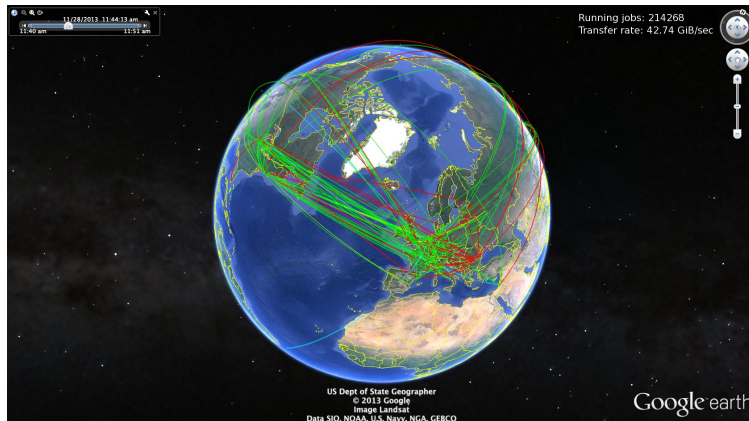 11/28/2013 11:44:13 am
11:40 am
11:51 am
Running jobs: 214268
Transfer rate: 42.74 GiB/sec
US Dept of State Geographer
© 2013 Google
Image Landsat
Data SIO, NOAA, U.S. Navy, NGA, GEBCO
Google earth